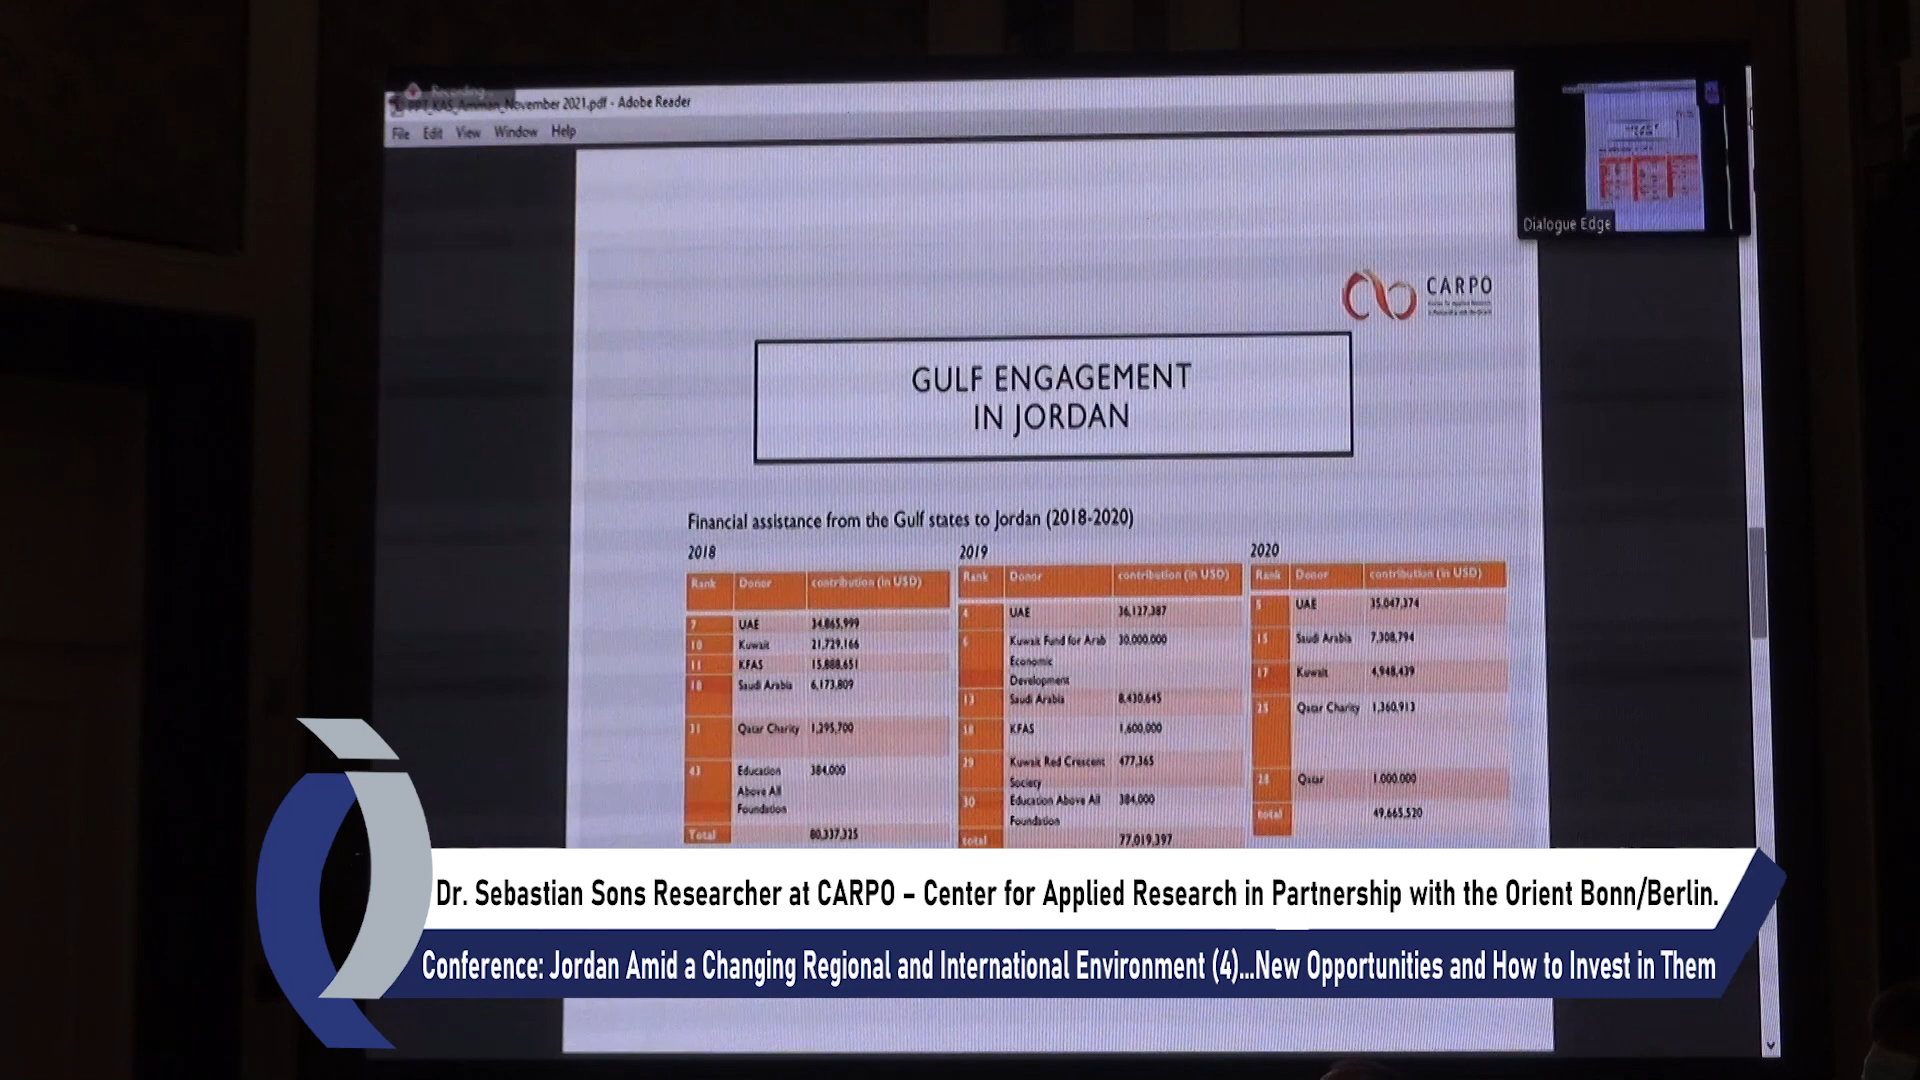 Recording...
PPT_KAS_Amman_November 2021.pdf - Adobe Reader
File Edit View Window Help
Dialogue Edge
CARPO
GULF ENGAGEMENT
IN JORDAN
Financial assistance from the Gulf states to Jordan (2018-2020)
2018
Rank Donor contribution (in USD)
7 UAE 34,865,999
10 Kuwait 21,729,166
11 KFAS 15,888,651
18 Saudi Arabia 6,173,809
31 Qatar Charity 1,295,700
43 Education 384,000
Above All
Foundation
Total 80,337,325
2019
Rank Donor contribution (in USD)
4 UAE 36,127,387
6 Kuwait Fund for Arab 30.000.000
Economic
Development
13 Saudi Arabia 8,430,645
18 KFAS 1,600,000
29 Kuwait Red Crescent 477,365
Society
30 Education Above All 384,000
Foundation
total 77,019,397
2020
Rank Donor contribution (in USD)
5 UAE 35.047,374
15 Saudi Arabia 7,308,794
17 Kuwait 4,948,439
25 Qatar Charity 1,360,913
28 Qatar 1.000.000
total 49,665,520
Dr. Sebastian Sons Researcher at CARPO – Center for Applied Research in Partnership with the Orient Bonn/Berlin.
Conference: Jordan Amid a Changing Regional and International Environment (4)...New Opportunities and How to Invest in Them